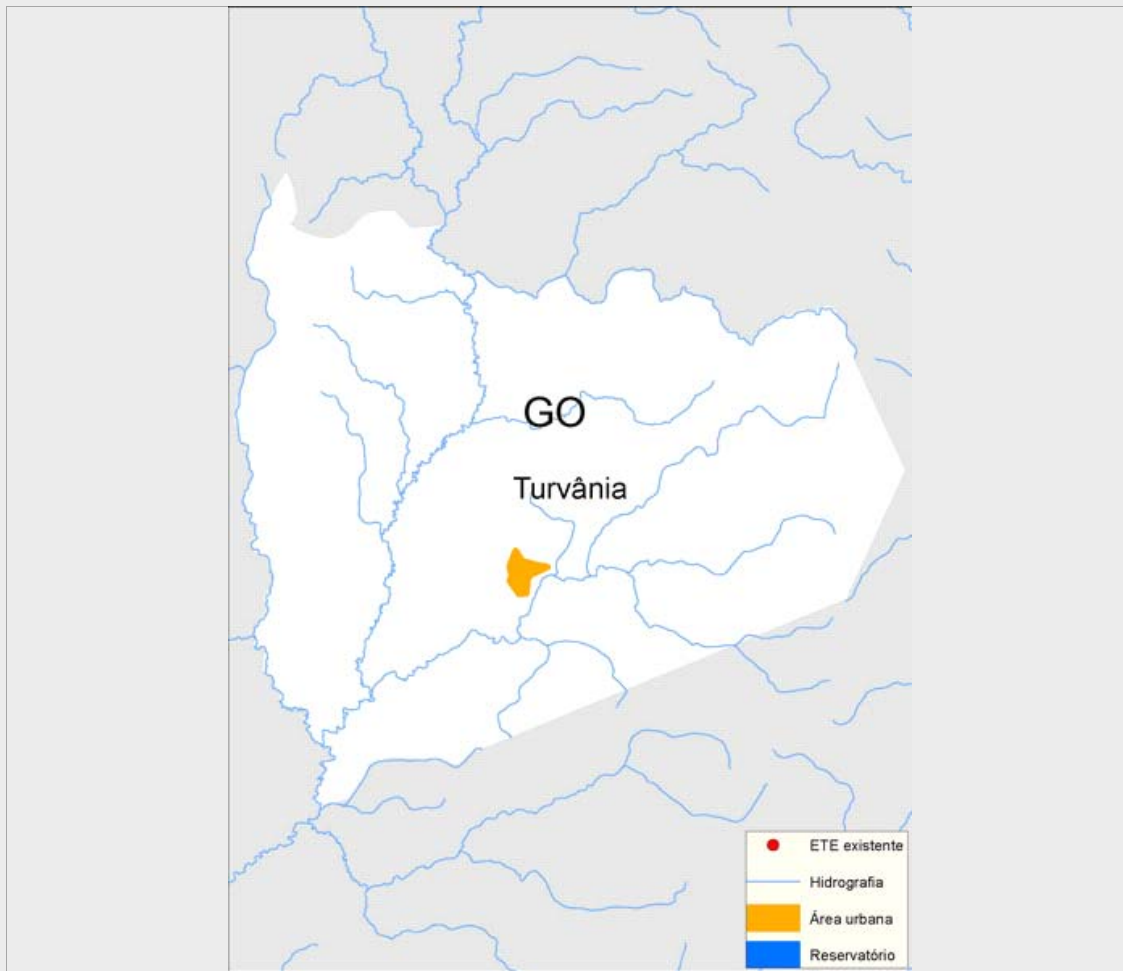 GO
Turvânia
ETE existente
Hidrografia
Área urbana
Reservatório